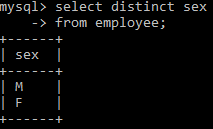 mysql> select distinct sex
    -> from employee;
+------+
| sex  |
+------+
| M    |
| F    |
+------+